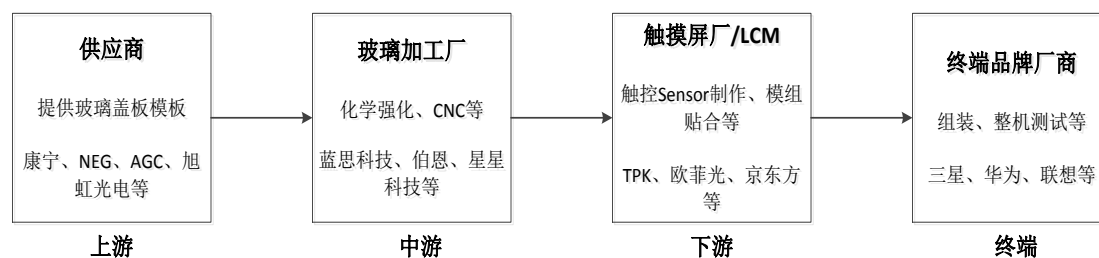 供应商
提供玻璃盖板模板
康宁、NEG、AGC、旭
虹光电等
上游
玻璃加工厂
化学强化、CNC等
蓝思科技、伯恩、星星
科技等
中游
触摸屏厂/LCM
触控Sensor制作、模组
贴合等
TPK、欧菲光、京东方
等
下游
终端品牌厂商
组装、整机测试等
三星、华为、联想等
终端